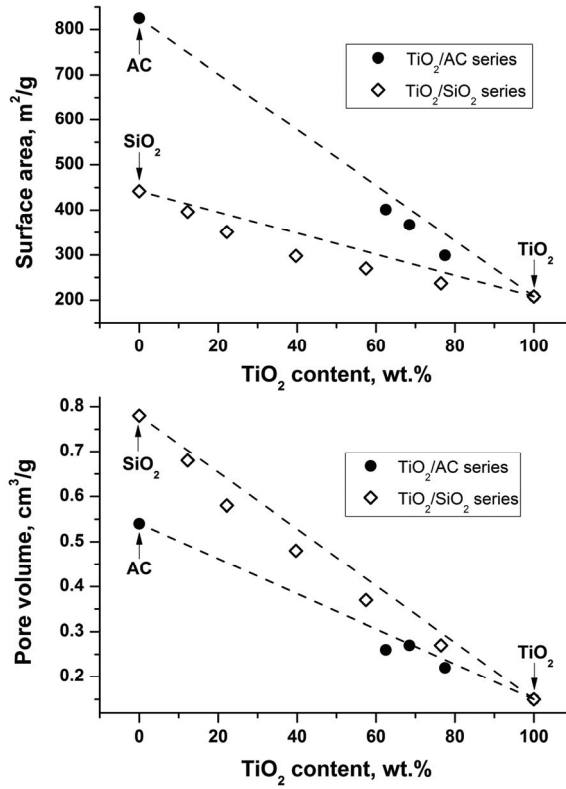 800
700
600
500
400
300
200
Surface area, m²/g
AC
SiO₂
TiO₂
TiO₂/AC series
TiO₂/SiO₂ series
0 20 40 60 80 100
TiO₂ content, wt.%
0.8
0.7
0.6
0.5
0.4
0.3
0.2
Pore volume, cm³/g
SiO₂
AC
TiO₂
TiO₂/AC series
TiO₂/SiO₂ series
0 20 40 60 80 100
TiO₂ content, wt.%